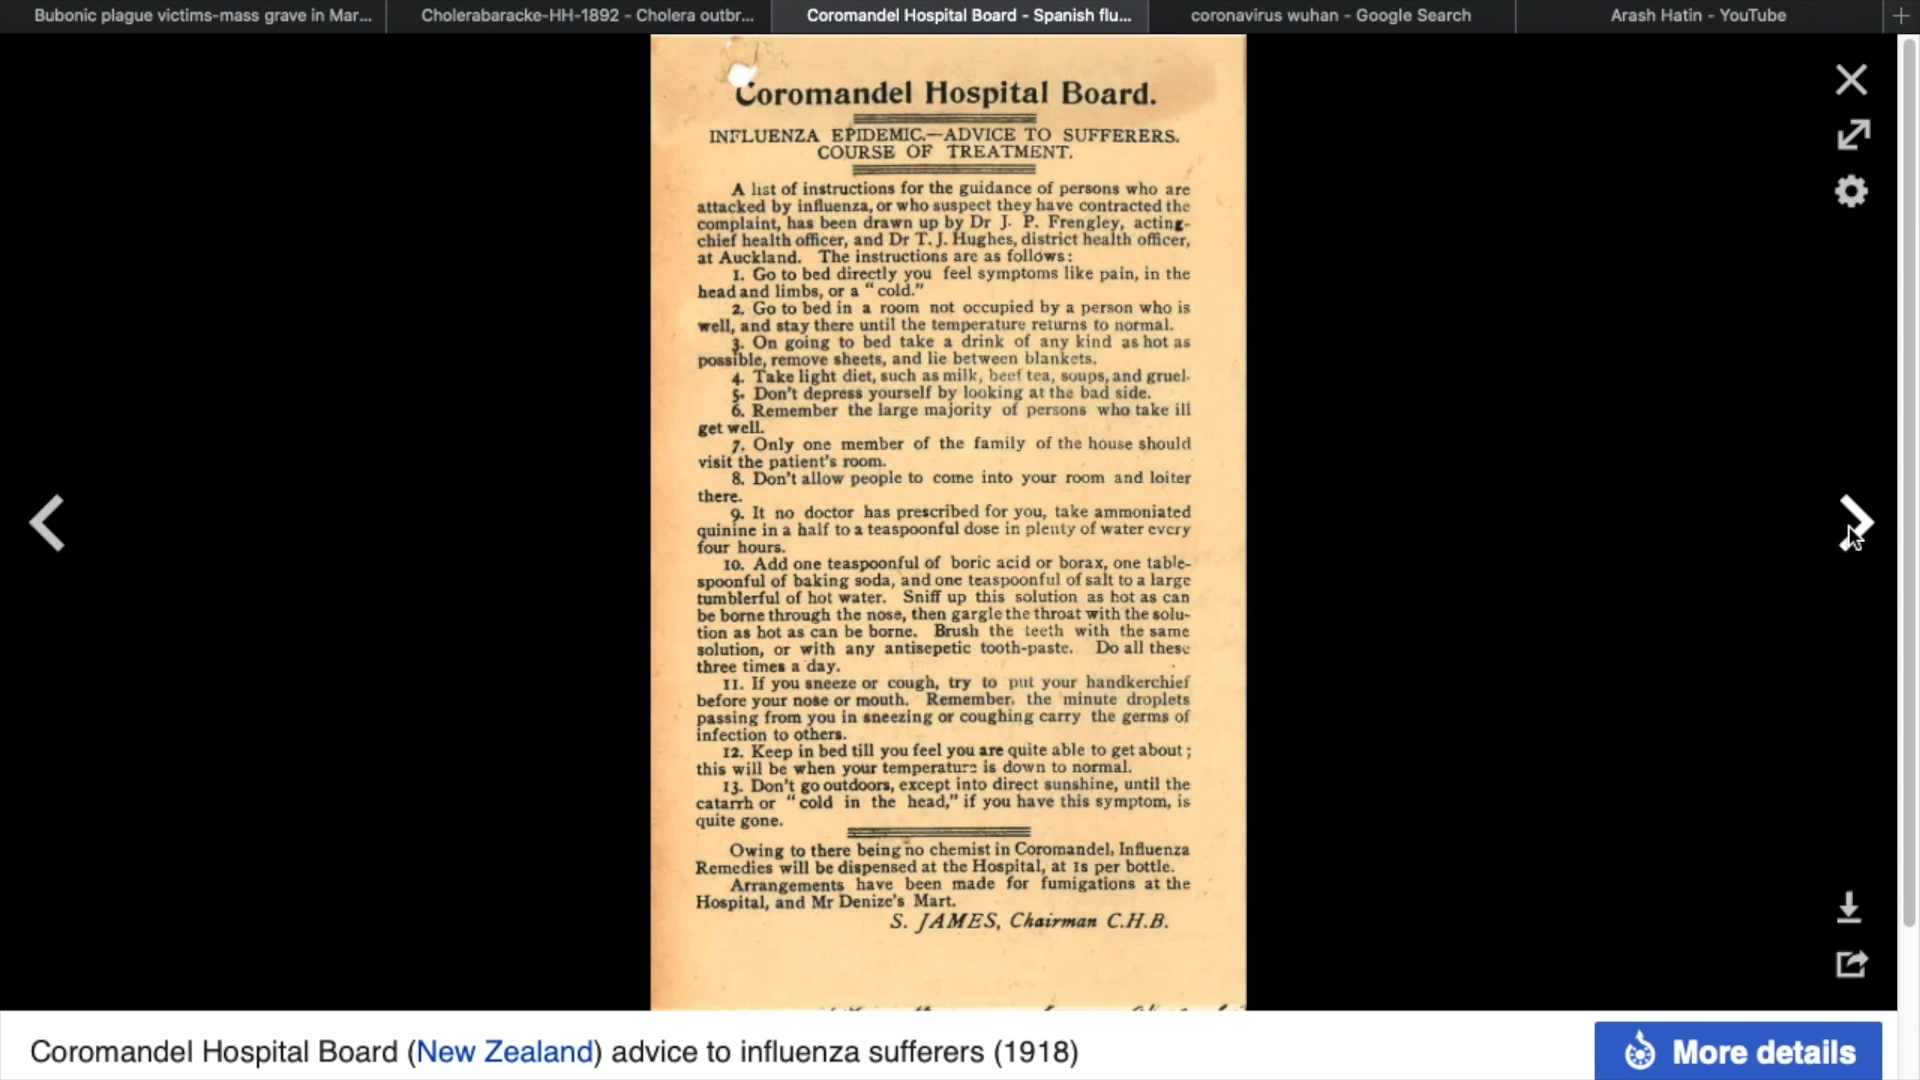 Bubonic plague victims-mass grave in Mar...
Cholerabaracke-HH-1892 - Cholera outbr...
Coromandel Hospital Board - Spanish flu...
coronavirus wuhan - Google Search
Arash Hatin - YouTube
Coromandel Hospital Board.
INFLUENZA EPIDEMIC.—ADVICE TO SUFFERERS.
COURSE OF TREATMENT.
A list of instructions for the guidance of persons who are
attacked by influenza, or who suspect they have contracted the
complaint, has been drawn up by Dr J. P. Frengley, acting-
chief health officer, and Dr T. J. Hughes, district health officer,
at Auckland. The instructions are as follows:
1. Go to bed directly you feel symptoms like pain, in the
head and limbs, or a "cold."
2. Go to bed in a room not occupied by a person who is
well, and stay there until the temperature returns to normal.
3. On going to bed take a drink of any kind as hot as
possible, remove sheets, and lie between blankets.
4. Take light diet, such as milk, beef tea, soups, and gruel.
5. Don't depress yourself by looking at the bad side.
6. Remember the large majority of persons who take ill
get well.
7. Only one member of the family of the house should
visit the patient's room.
8. Don't allow people to come into your room and loiter
there.
9. It no doctor has prescribed for you, take ammoniated
quinine in a half to a teaspoonful dose in plenty of water every
four hours.
10. Add one teaspoonful of boric acid or borax, one table-
spoonful of baking soda, and one teaspoonful of salt to a large
tumblerful of hot water. Sniff up this solution as hot as can
be borne through the nose, then gargle the throat with the solu-
tion as hot as can be borne. Brush the teeth with the same
solution, or with any antisepetic tooth-paste. Do all these
three times a day.
11. If you sneeze or cough, try to put your handkerchief
before your nose or mouth. Remember, the minute droplets
passing from you in sneezing or coughing carry the germs of
infection to others.
12. Keep in bed till you feel you are quite able to get about;
this will be when your temperature is down to normal.
13. Don't go outdoors, except into direct sunshine, until the
catarrh or "cold in the head," if you have this symptom, is
quite gone.
Owing to there being no chemist in Coromandel, Influenza
Remedies will be dispensed at the Hospital, at 1s per bottle.
Arrangements have been made for fumigations at the
Hospital, and Mr Denize's Mart.
S. JAMES, Chairman C.H.B.
Coromandel Hospital Board (New Zealand) advice to influenza sufferers (1918)
More details